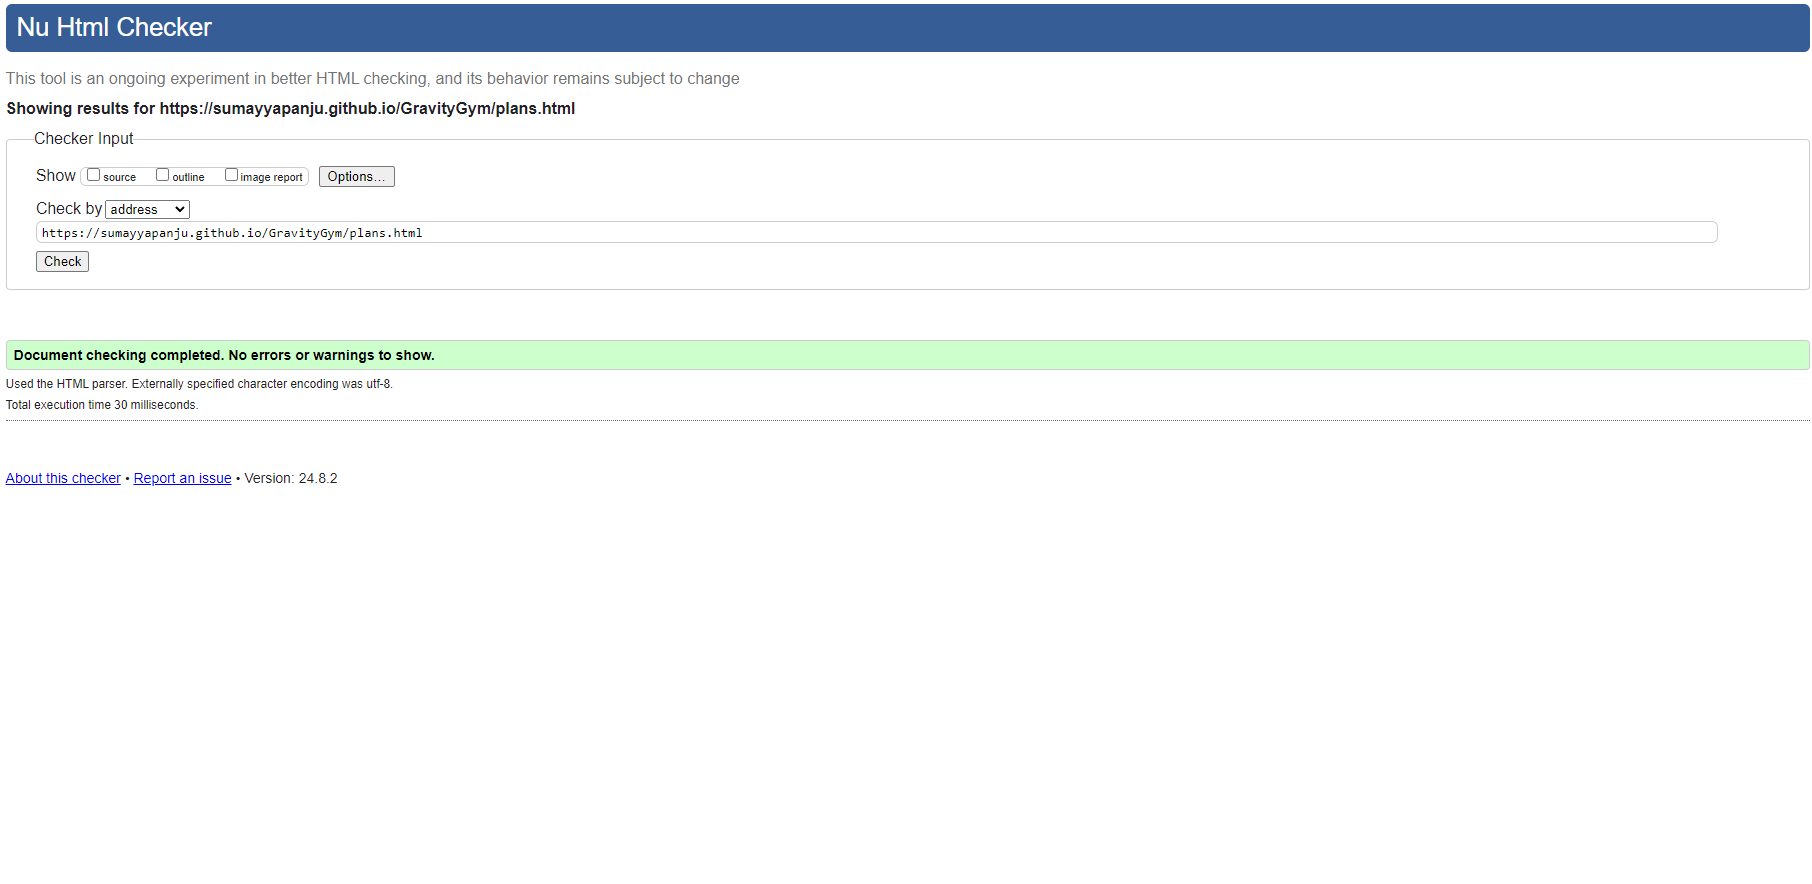 Nu Html Checker
This tool is an ongoing experiment in better HTML checking, and its behavior remains subject to change
Showing results for https://sumayyapanju.github.io/GravityGym/plans.html
Checker Input
Show source outline image report Options...
Check by address
https://sumayyapanju.github.io/GravityGym/plans.html
Check
Document checking completed. No errors or warnings to show.
Used the HTML parser. Externally specified character encoding was utf-8.
Total execution time 30 milliseconds.
About this checker • Report an issue • Version: 24.8.2